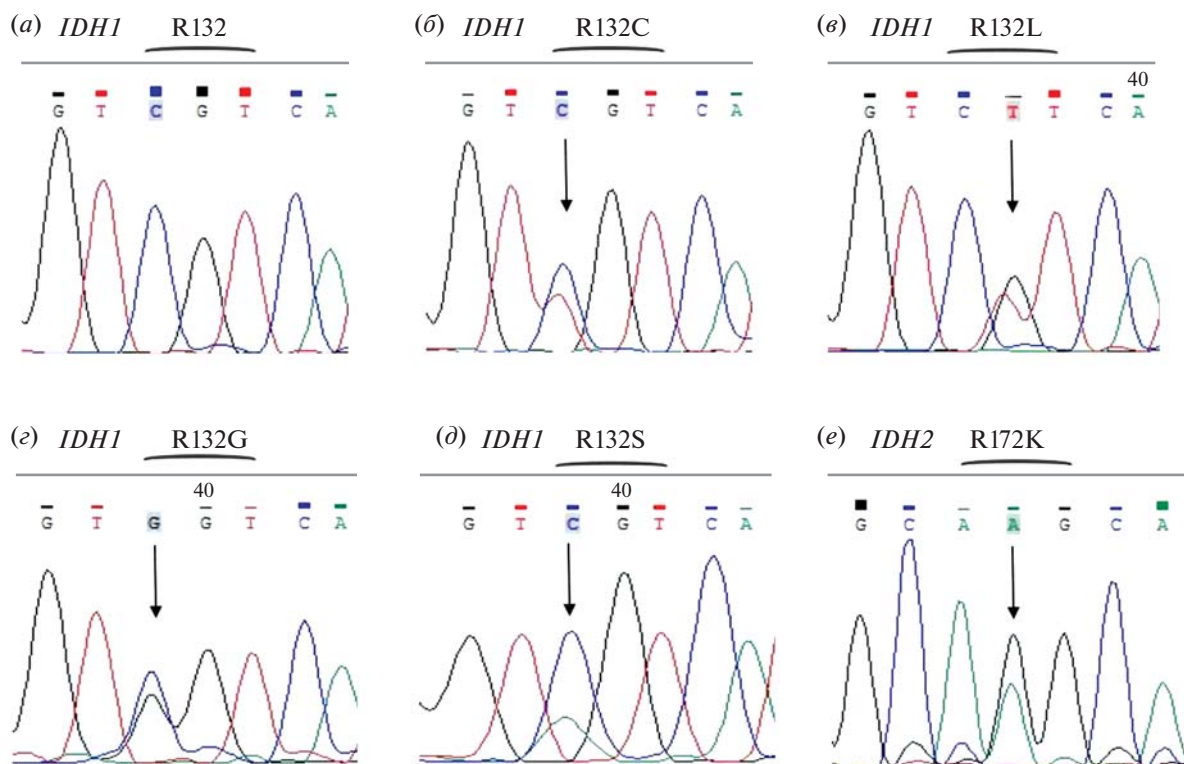 (а) IDH1 R132
G T C G T C A
(б) IDH1 R132C
G T C G T C A
(в) IDH1 R132L
40
G T C T T C A
(г) IDH1 R132G
40
G T G G T C A
(д) IDH1 R132S
40
G T C G T C A
(е) IDH2 R172K
G C A A G C A